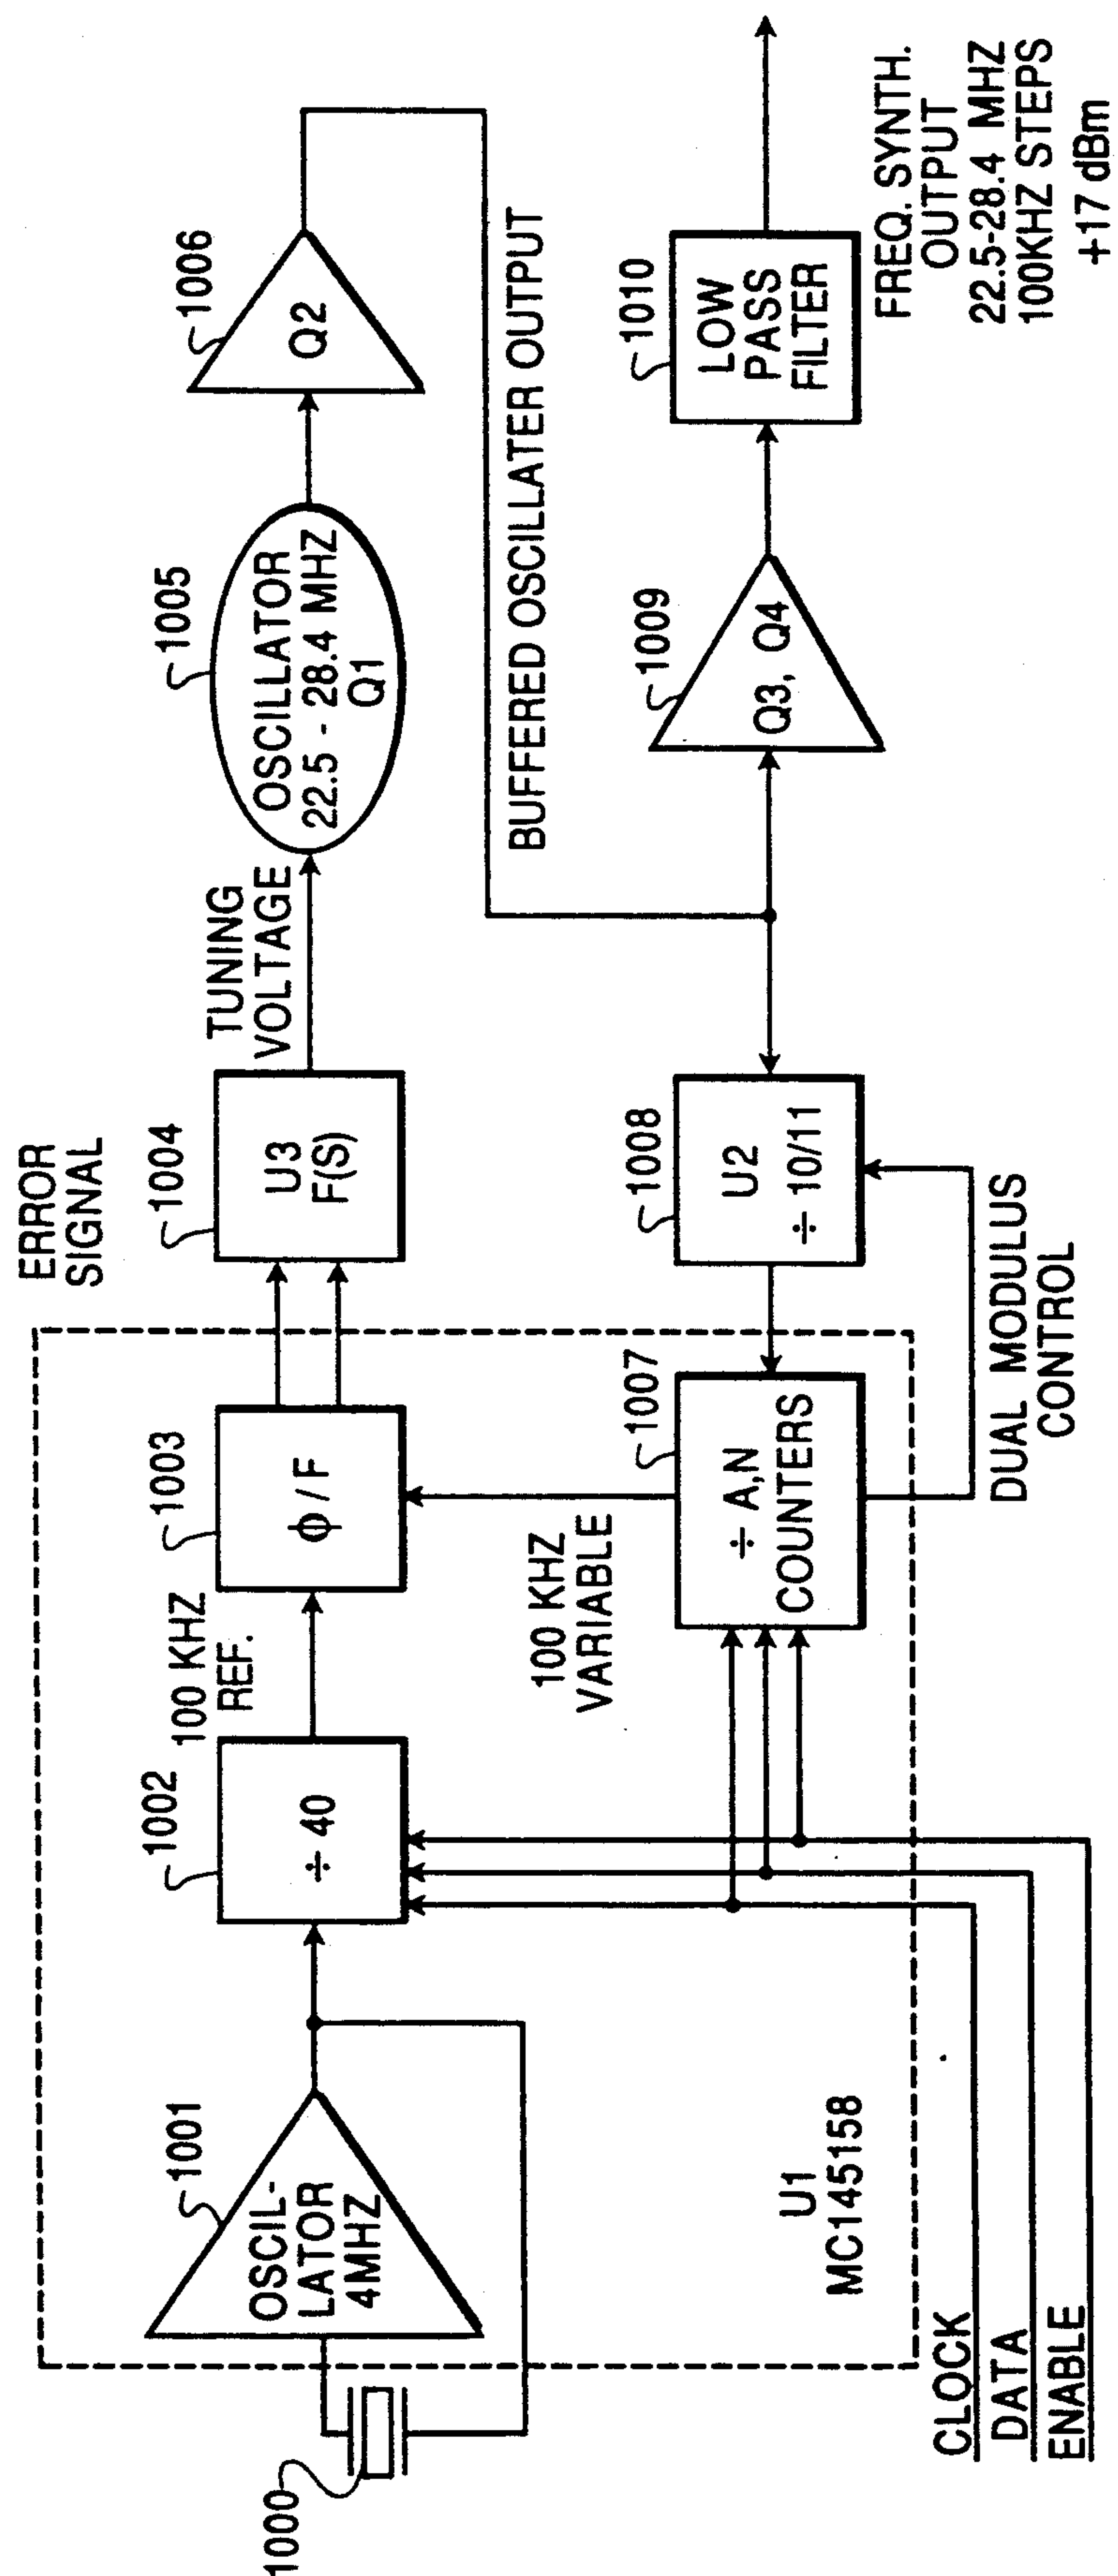 1000
1001
OSCIL-
LATOR
4MHZ
1002
÷ 40
100 KHZ
REF.
1003
ϕ / F
ERROR
SIGNAL
1004
U3
F(S)
TUNING
VOLTAGE
1005
OSCILLATOR
22.5 - 28.4 MHZ
Q1
1006
Q2
BUFFERED OSCILLATER OUTPUT
U1
MC145158
100 KHZ
VARIABLE
1007
÷ A,N
COUNTERS
1008
U2
÷ 10/11
DUAL MODULUS
CONTROL
1009
Q3, Q4
1010
LOW
PASS
FILTER
FREQ. SYNTH.
OUTPUT
22.5-28.4 MHZ
100KHZ STEPS
+17 dBm
CLOCK
DATA
ENABLE